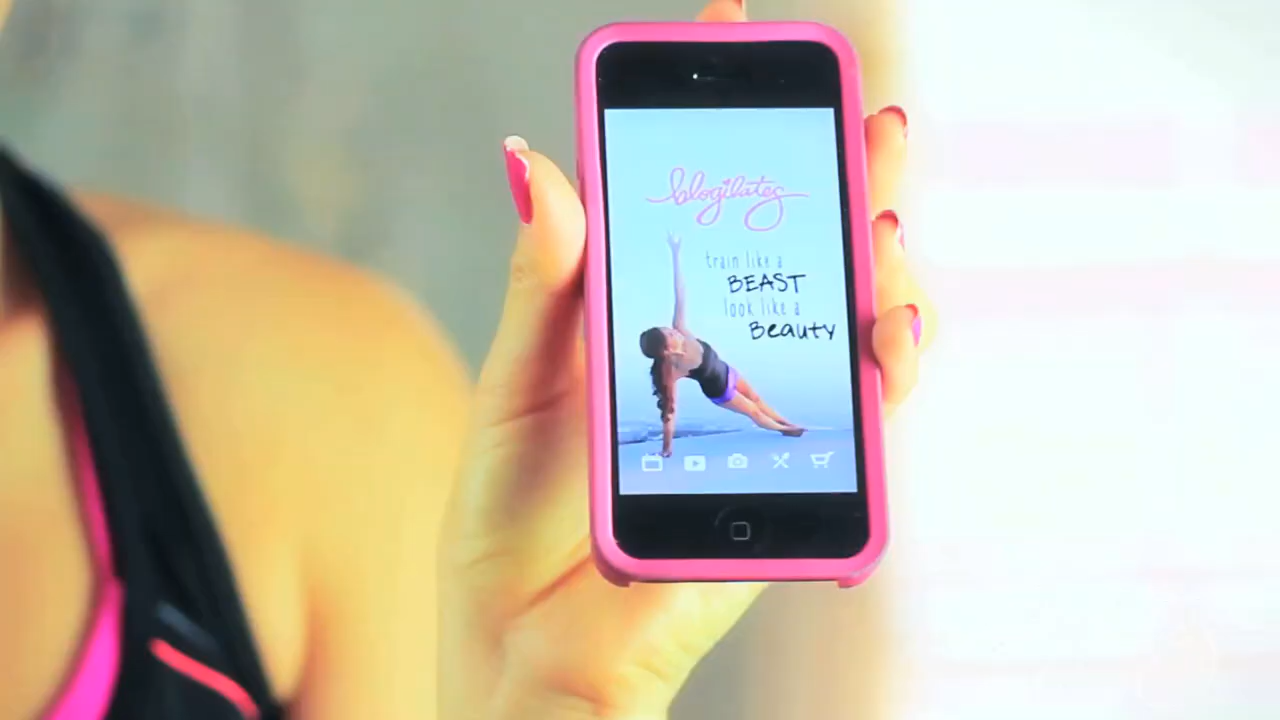 blogilates
train like a
BEAST
look like a
Beauty